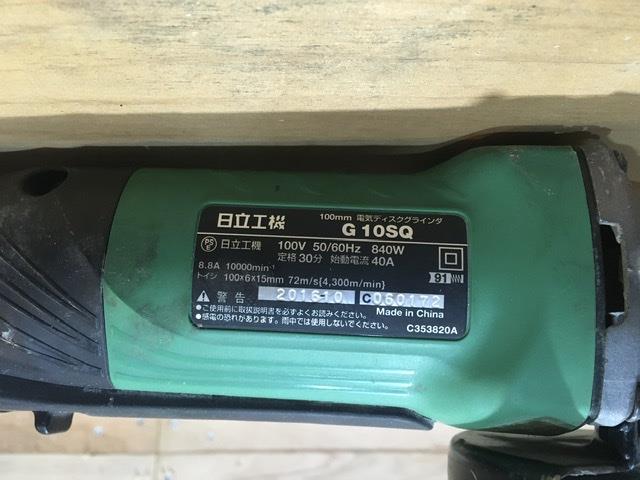 日立工機
100mm 電気ディスクグラインダ
G 10SQ
PS E 日立工機 100V 50/60Hz 840W
定格30分 始動電流40A
8.8A 10000min⁻¹
トイシ 100×6×15mm 72m/s{4,300m/min}
91
警告 201610 C060172
●ご使用前に取扱説明書を必ずよくお読みください。 Made in China
●感電の恐れがあります。雨中では使用しないでください。
C353820A